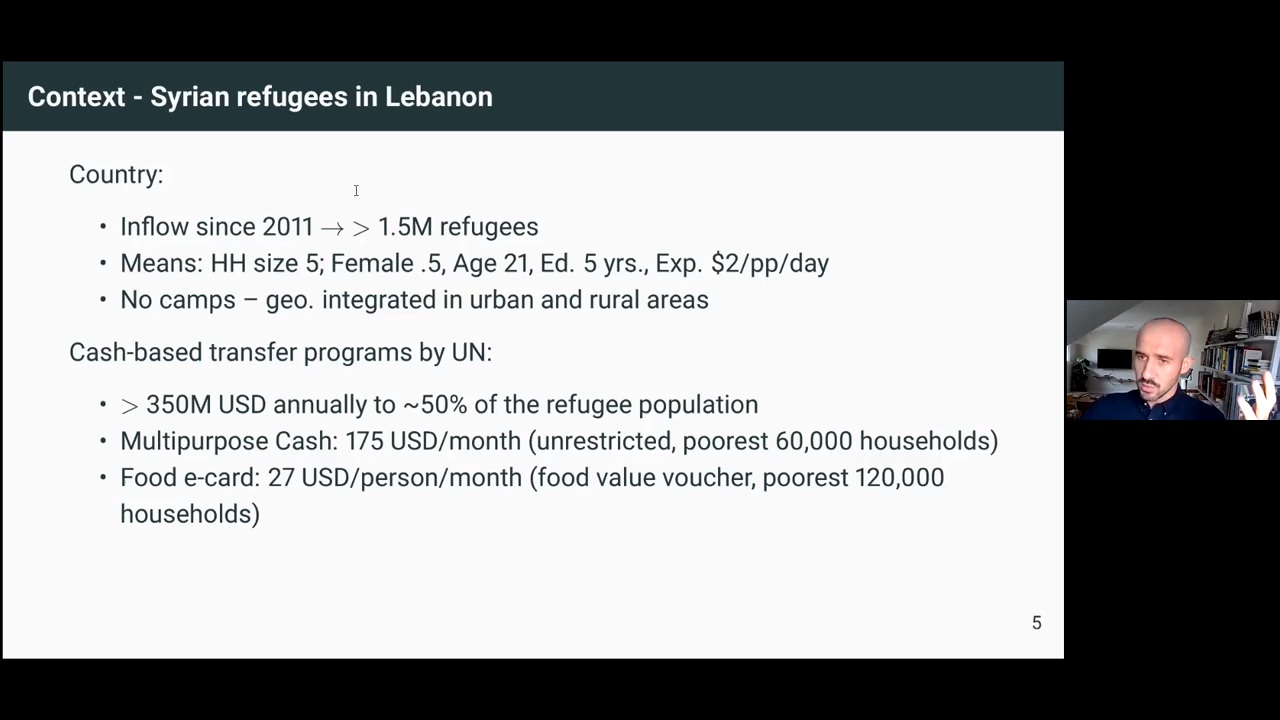 Context - Syrian refugees in Lebanon
Country:
• Inflow since 2011 → > 1.5M refugees
• Means: HH size 5; Female .5, Age 21, Ed. 5 yrs., Exp. $2/pp/day
• No camps – geo. integrated in urban and rural areas
Cash-based transfer programs by UN:
• > 350M USD annually to ~50% of the refugee population
• Multipurpose Cash: 175 USD/month (unrestricted, poorest 60,000 households)
• Food e-card: 27 USD/person/month (food value voucher, poorest 120,000
households)
5